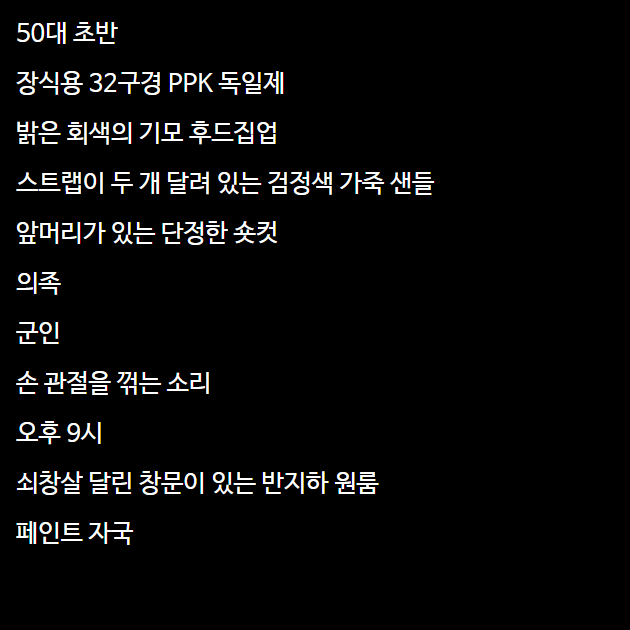 50대 초반
장식용 32구경 PPK 독일제
밝은 회색의 기모 후드집업
스트랩이 두 개 달려 있는 검정색 가죽 샌들
앞머리가 있는 단정한 숏컷
의족
군인
손 관절을 꺾는 소리
오후 9시
쇠창살 달린 창문이 있는 반지하 원룸
페인트 자국